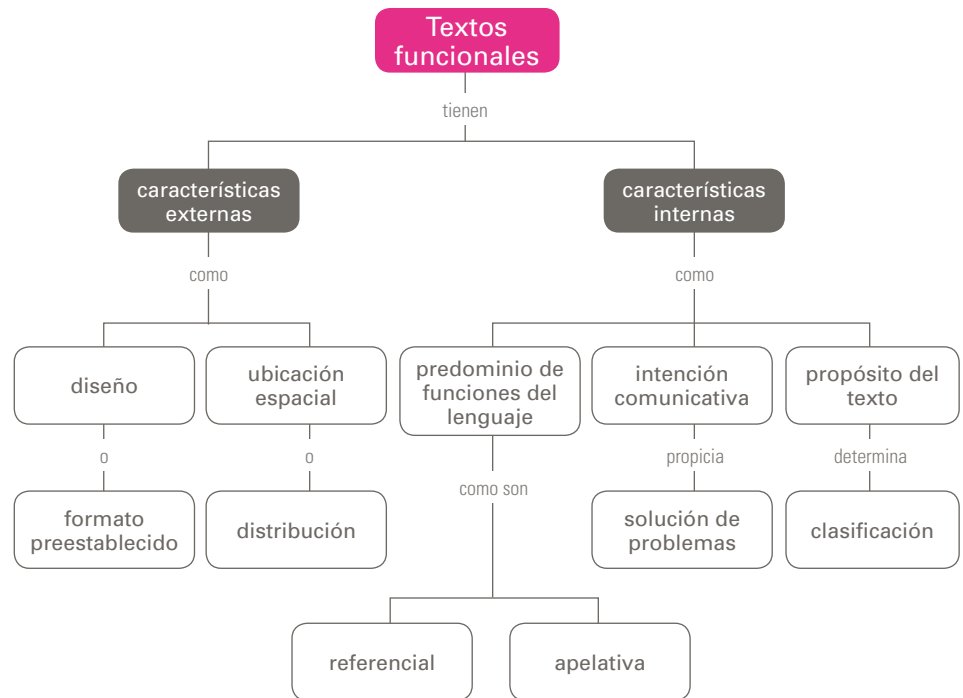 Textos
funcionales
tienen
características
externas
características
internas
como
como
diseño
ubicación
espacial
predominio de
funciones del
lenguaje
intención
comunicativa
propósito del
texto
o
o
como son
propicia
determina
formato
preestablecido
distribución
solución de
problemas
clasificación
referencial
apelativa